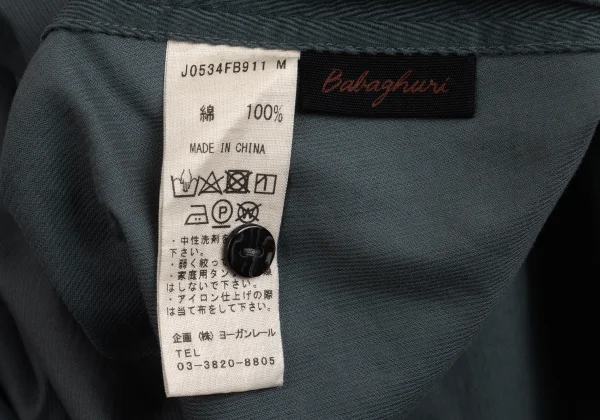 J0534FB911 M
Babaghuri
綿 100%
MADE IN CHINA
・中性洗剤
下さい。
・弱く絞っ
・家庭用タン
はしないで下さい。
・アイロン仕上げの際
は当て布をして下さい。
企画 (株) ヨーガンレール
TEL
03-3820-8805